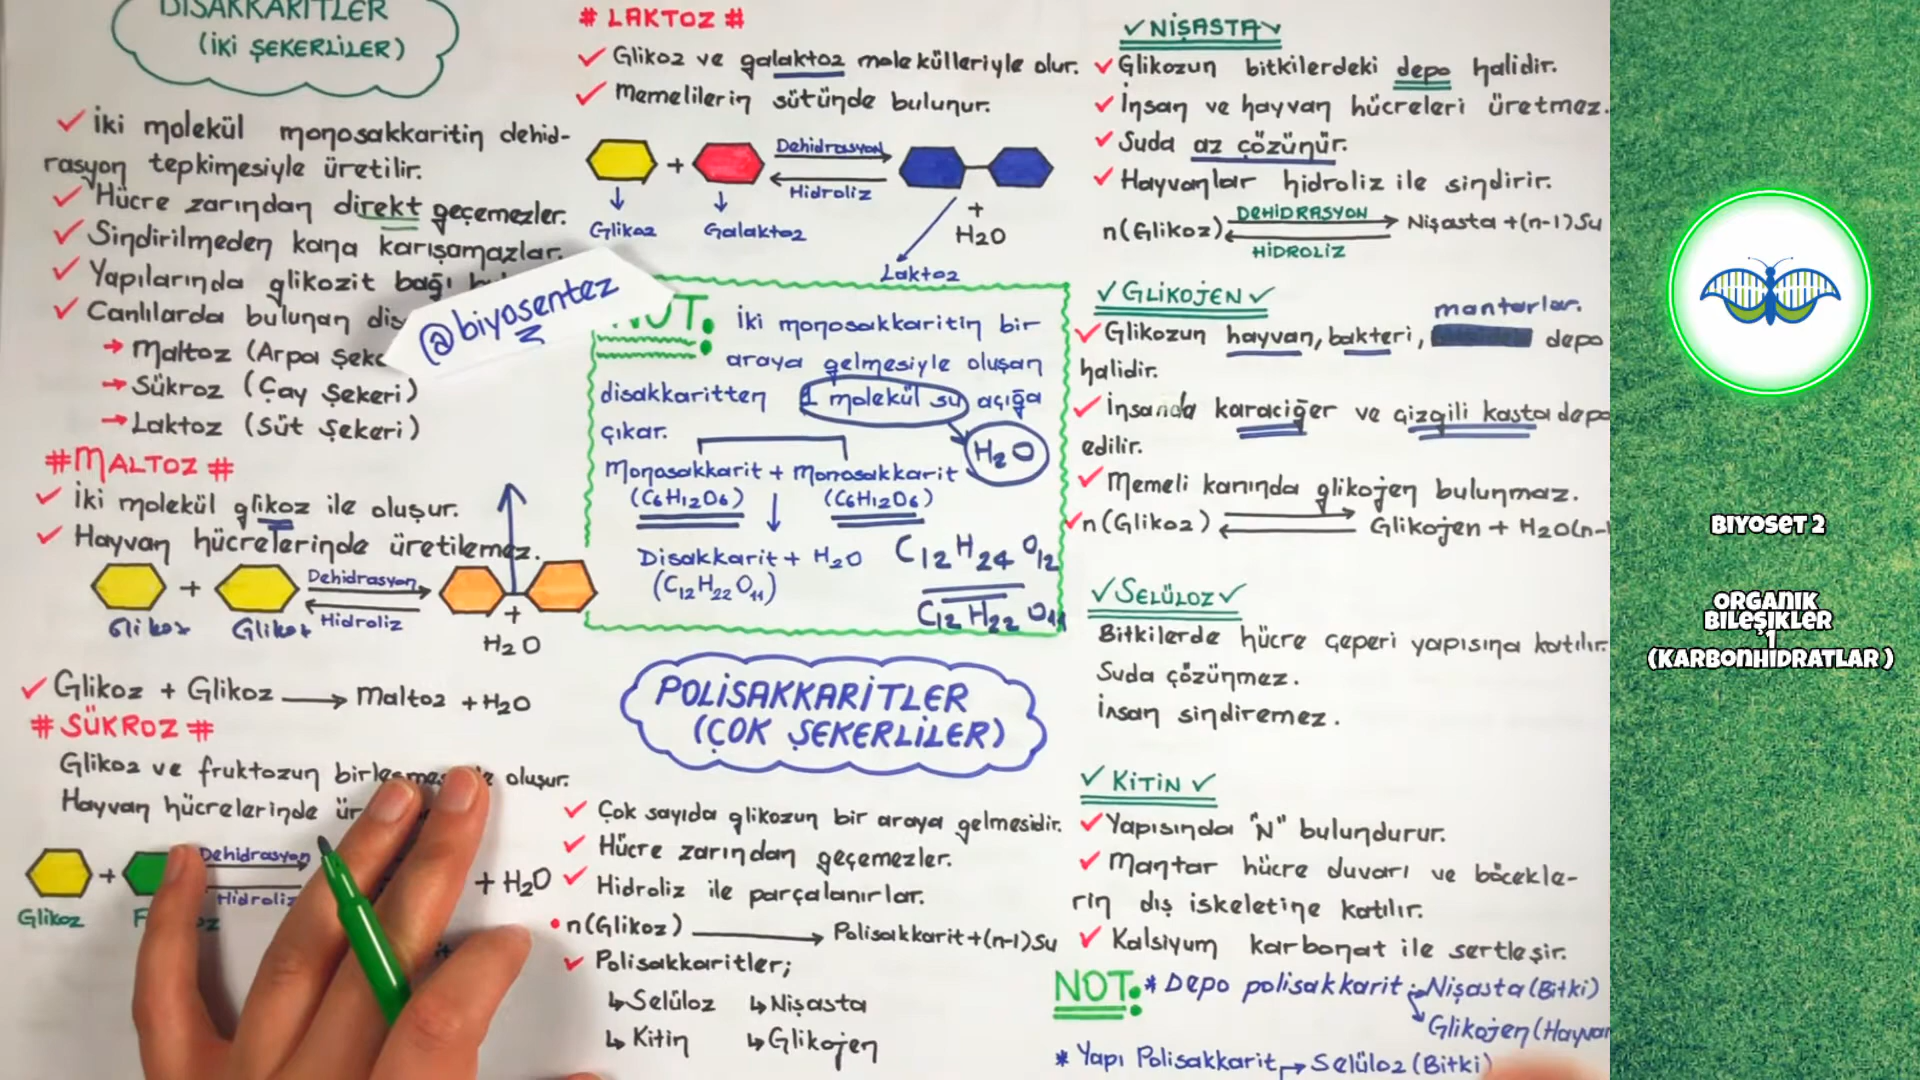 DİSAKKARİTLER
(İKİ ŞEKERLİLER)
✓ İki molekül monosakkaritin dehid-
rasyon tepkimesiyle üretilir.
✓ Hücre zarından direkt geçemezler.
✓ Sindirilmeden kana karışamazlar.
✓ Yapılarında glikozit bağı
✓ Canlılarda bulunan
→ Maltoz (Arpa
→ Sükroz (Çay Şekeri)
→ Laktoz (Süt Şekeri)
@biyosentez
#MALTOZ#
✓ İki molekül glikoz ile oluşur.
✓ Hayvan hücrelerinde üretilemez.
+ Dehidrasyon
Hidroliz
Glikoz Glikoz
+
H2O
✓ Glikoz + Glikoz → Maltoz + H2O
#SÜKROZ#
Glikoz ve fruktozun oluşur.
Hayvan hücrelerinde
+ Dehidrasyon
Hidroliz
+ H2O
Glikoz
# LAKTOZ #
✓ Glikoz ve galaktoz molekülleriyle olur.
✓ Memelilerin sütünde bulunur.
+ Dehidrasyon
Hidroliz
Glikoz Galaktoz
+
H2O
Laktoz
NOT: İki monosakkaritin bir
araya gelmesiyle oluşan
disakkaritten 1 molekül su açığa
çıkar.
H2O
Monosakkarit + Monosakkarit
(C6H12O6) (C6H12O6)
Disakkarit + H2O
(C12H22O11)
C12H24O12
C12H22O11
POLİSAKKARİTLER
(ÇOK ŞEKERLİLER)
✓ Çok sayıda glikozun bir araya gelmesidir.
✓ Hücre zarından geçemezler.
✓ Hidroliz ile parçalanırlar.
• n(Glikoz) → Polisakkarit+(n-1)Su
✓ Polisakkaritler;
↳ Selüloz ↳ Nişasta
↳ Kitin ↳ Glikojen
✓ NİŞASTA ✓
✓ Glikozun bitkilerdeki depo halidir.
✓ İnsan ve hayvan hücreleri üretmez.
✓ Suda az çözünür.
✓ Hayvanlar hidroliz ile sindirir.
n(Glikoz) DEHİDRASYON Nişasta +(n-1)Su
HİDROLİZ
✓ GLİKOJEN ✓
mantarlar.
✓ Glikozun hayvan, bakteri, depo
halidir.
✓ İnsanda karaciğer ve çizgili kasta depo
edilir.
✓ Memeli kanında glikojen bulunmaz.
✓ n(Glikoz) Glikojen + H2O(n-1
✓ SELÜLOZ ✓
Bitkilerde hücre çeperi yapısına katılır.
Suda çözünmez.
İnsan sindiremez.
✓ KİTİN ✓
✓ Yapısında "N" bulundurur.
✓ Mantar hücre duvarı ve böcekle-
rin dış iskeletine katılır.
✓ Kalsiyum karbonat ile sertleşir.
NOT: * Depo polisakkarit → Nişasta(Bitki)
Glikojen(Hayvan
* Yapı Polisakkarit → Selüloz(Bitki)
BIYOSET 2
ORGANIK
BILEŞIKLER
1
(KARBONHIDRATLAR )